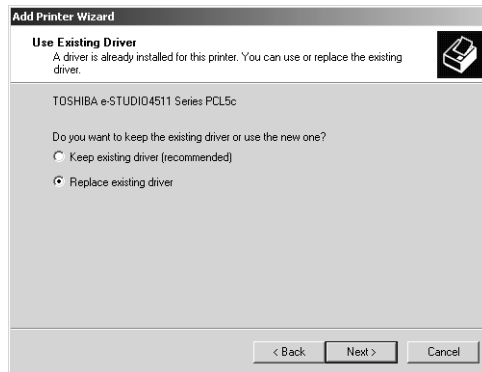 Add Printer Wizard
Use Existing Driver
A driver is already installed for this printer. You can use or replace the existing
driver.
TOSHIBA e-STUDIO4511 Series PCL5c
Do you want to keep the existing driver or use the new one?
Keep existing driver (recommended)
Replace existing driver
< Back Next > Cancel